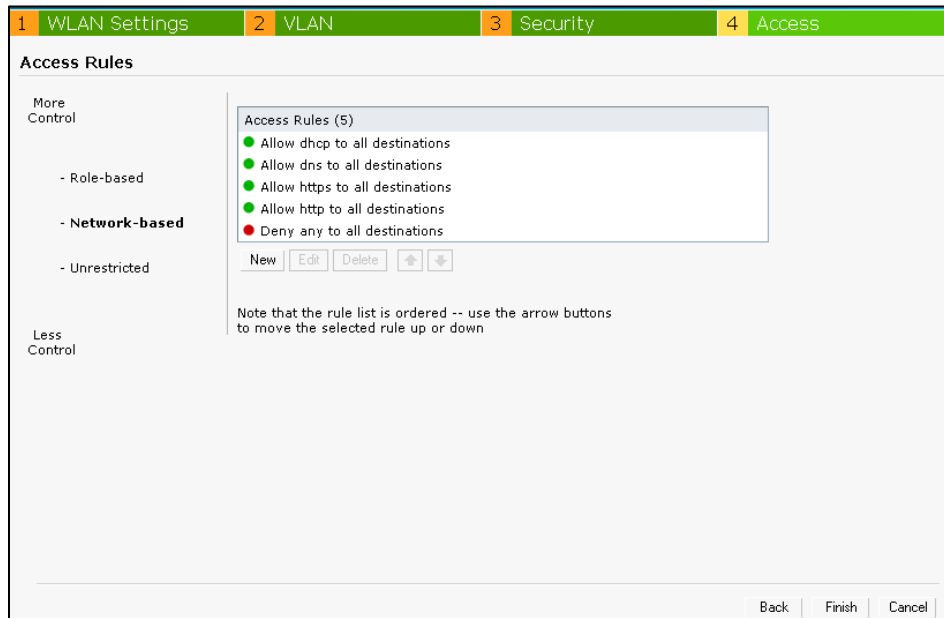 1 WLAN Settings 2 VLAN 3 Security 4 Access
Access Rules
More
Control
- Role-based
- Network-based
- Unrestricted
Less
Control
Access Rules (5)
Allow dhcp to all destinations
Allow dns to all destinations
Allow https to all destinations
Allow http to all destinations
Deny any to all destinations
New Edit Delete
Note that the rule list is ordered -- use the arrow buttons
to move the selected rule up or down
Back Finish Cancel